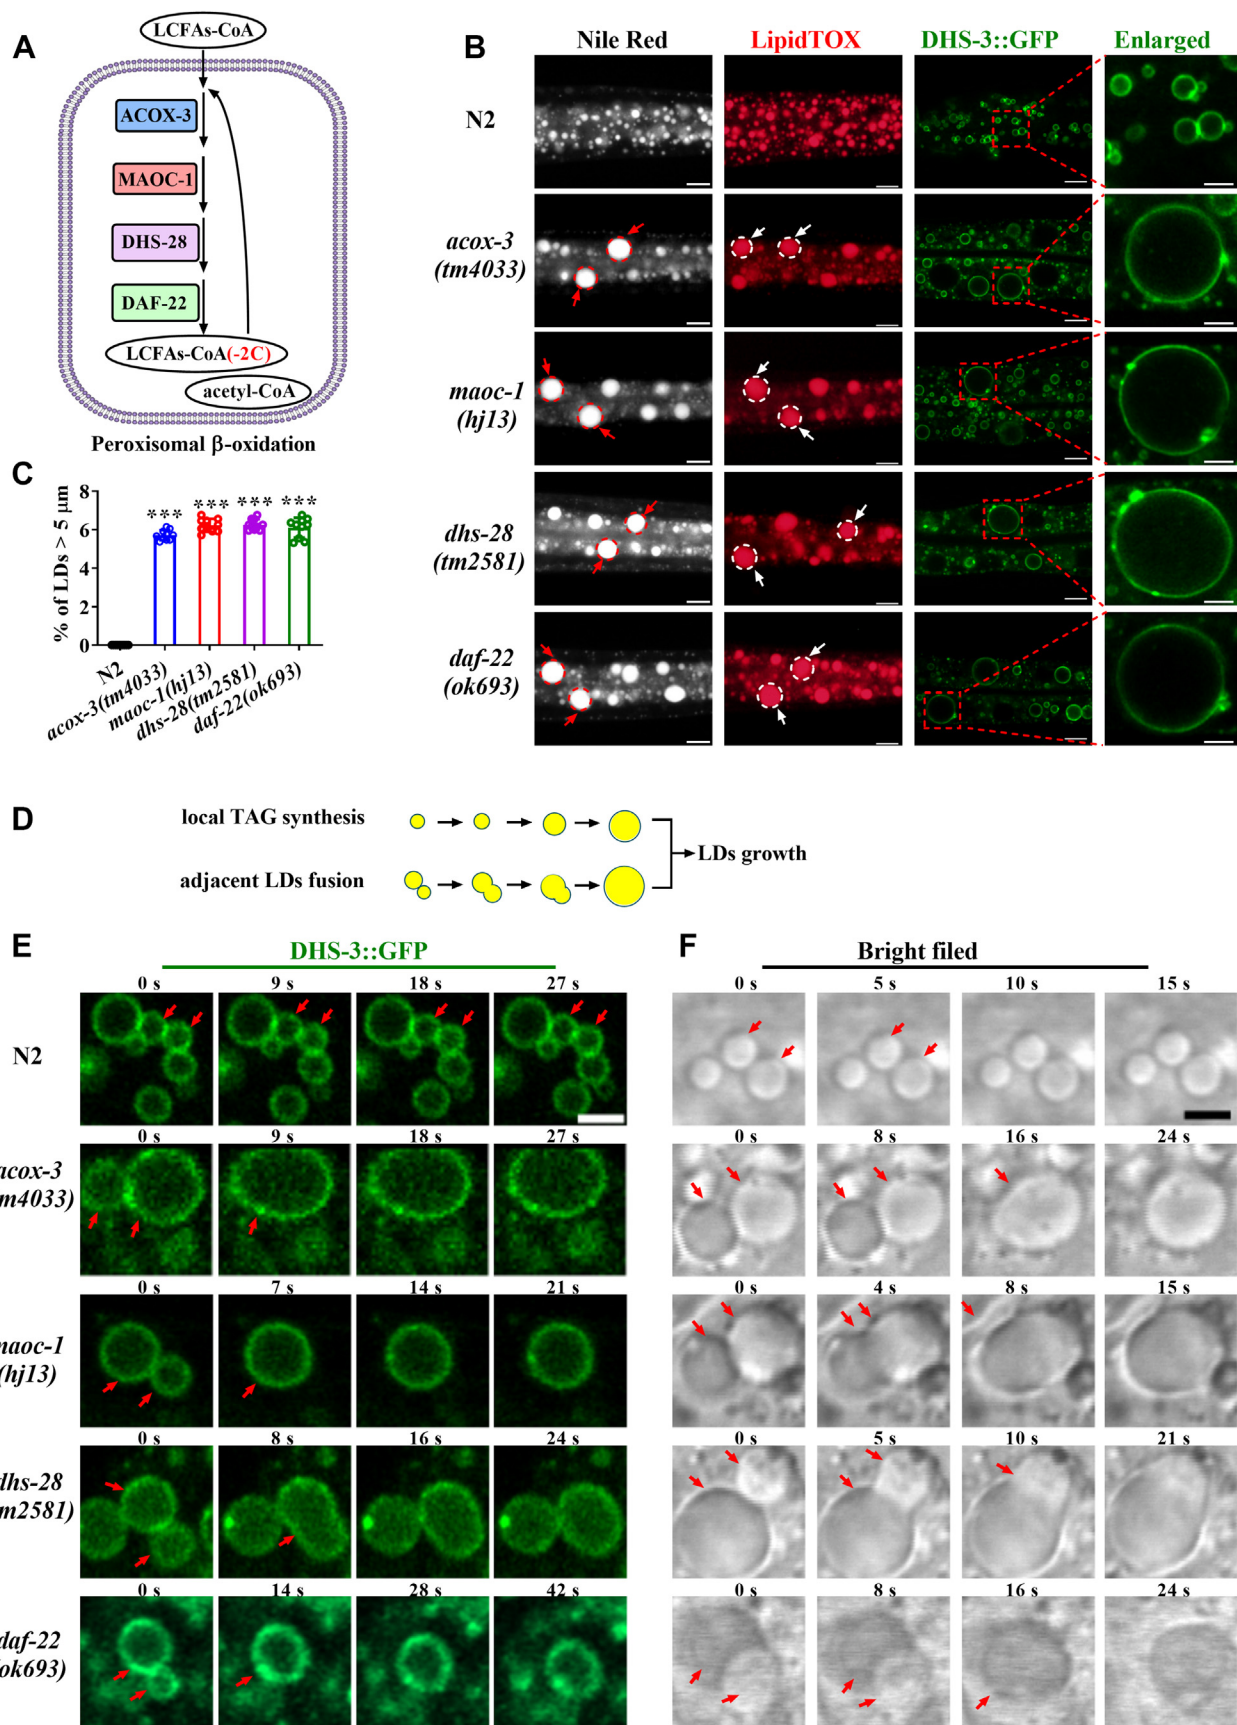 A
LCFAs-CoA
ACOX-3
MAOC-1
DHS-28
DAF-22
LCFAs-CoA(-2C)
acetyl-CoA
Peroxisomal β-oxidation
B
Nile Red LipidTOX DHS-3::GFP Enlarged
N2
acox-3
(tm4033)
maoc-1
(hj13)
dhs-28
(tm2581)
daf-22
(ok693)
C
% of LDs > 5 μm
8
6
4
2
0
*** *** *** ***
N2
acox-3(tm4033)
maoc-1(hj13)
dhs-28(tm2581)
daf-22(ok693)
D
local TAG synthesis
adjacent LDs fusion
LDs growth
E
DHS-3::GFP
0 s 9 s 18 s 27 s
N2
0 s 9 s 18 s 27 s
acox-3
m4033)
0 s 7 s 14 s 21 s
naoc-1
(hj13)
0 s 8 s 16 s 24 s
dhs-28
m2581)
0 s 14 s 28 s 42 s
daf-22
ok693)
F
Bright filed
0 s 5 s 10 s 15 s
0 s 8 s 16 s 24 s
0 s 4 s 8 s 15 s
0 s 5 s 10 s 21 s
0 s 8 s 16 s 24 s